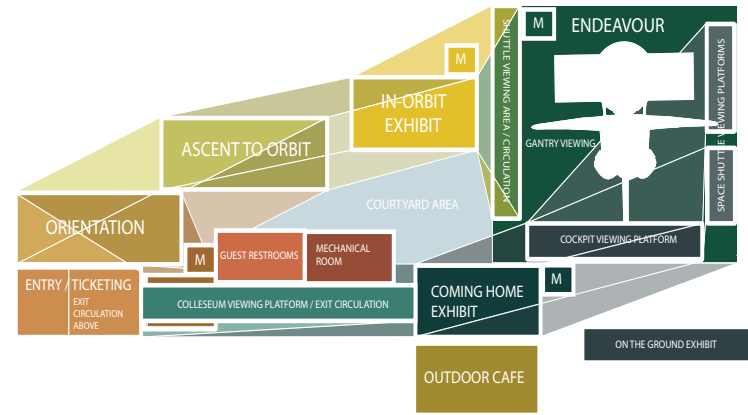 M
ENDEAVOUR
SHUTTLE VIEWING AREA / CIRCULATION
M
IN-ORBIT
EXHIBIT
GANTRY VIEWING
SPACE SHUTTLE VIEWING PLATFORMS
ASCENT TO ORBIT
COURTYARD AREA
ORIENTATION
COCKPIT VIEWING PLATFORM
M
GUEST RESTROOMS
MECHANICAL
ROOM
ENTRY / TICKETING
EXIT
CIRCULATION
ABOVE
COLLESEUM VIEWING PLATFORM / EXIT CIRCULATION
COMING HOME
EXHIBIT
M
ON THE GROUND EXHIBIT
OUTDOOR CAFE